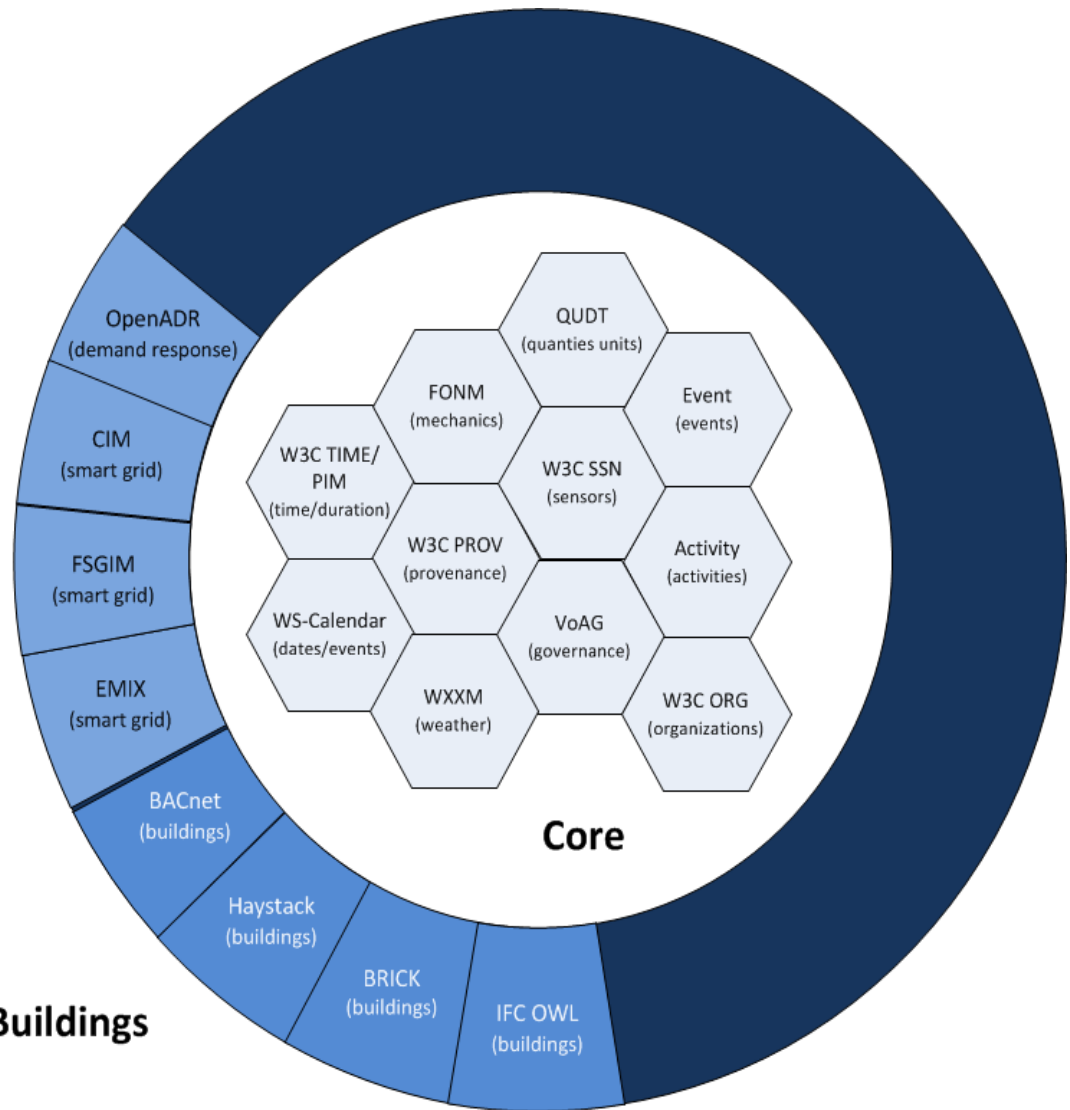 OpenADR
(demand response)
CIM
(smart grid)
FSGIM
(smart grid)
EMIX
(smart grid)
BACnet
(buildings)
Haystack
(buildings)
BRICK
(buildings)
IFC OWL
(buildings)
QUDT
(quanties units)
FONM
(mechanics)
Event
(events)
W3C TIME/
PIM
(time/duration)
W3C SSN
(sensors)
W3C PROV
(provenance)
Activity
(activities)
WS-Calendar
(dates/events)
VoAG
(governance)
WXXM
(weather)
W3C ORG
(organizations)
Core
Buildings